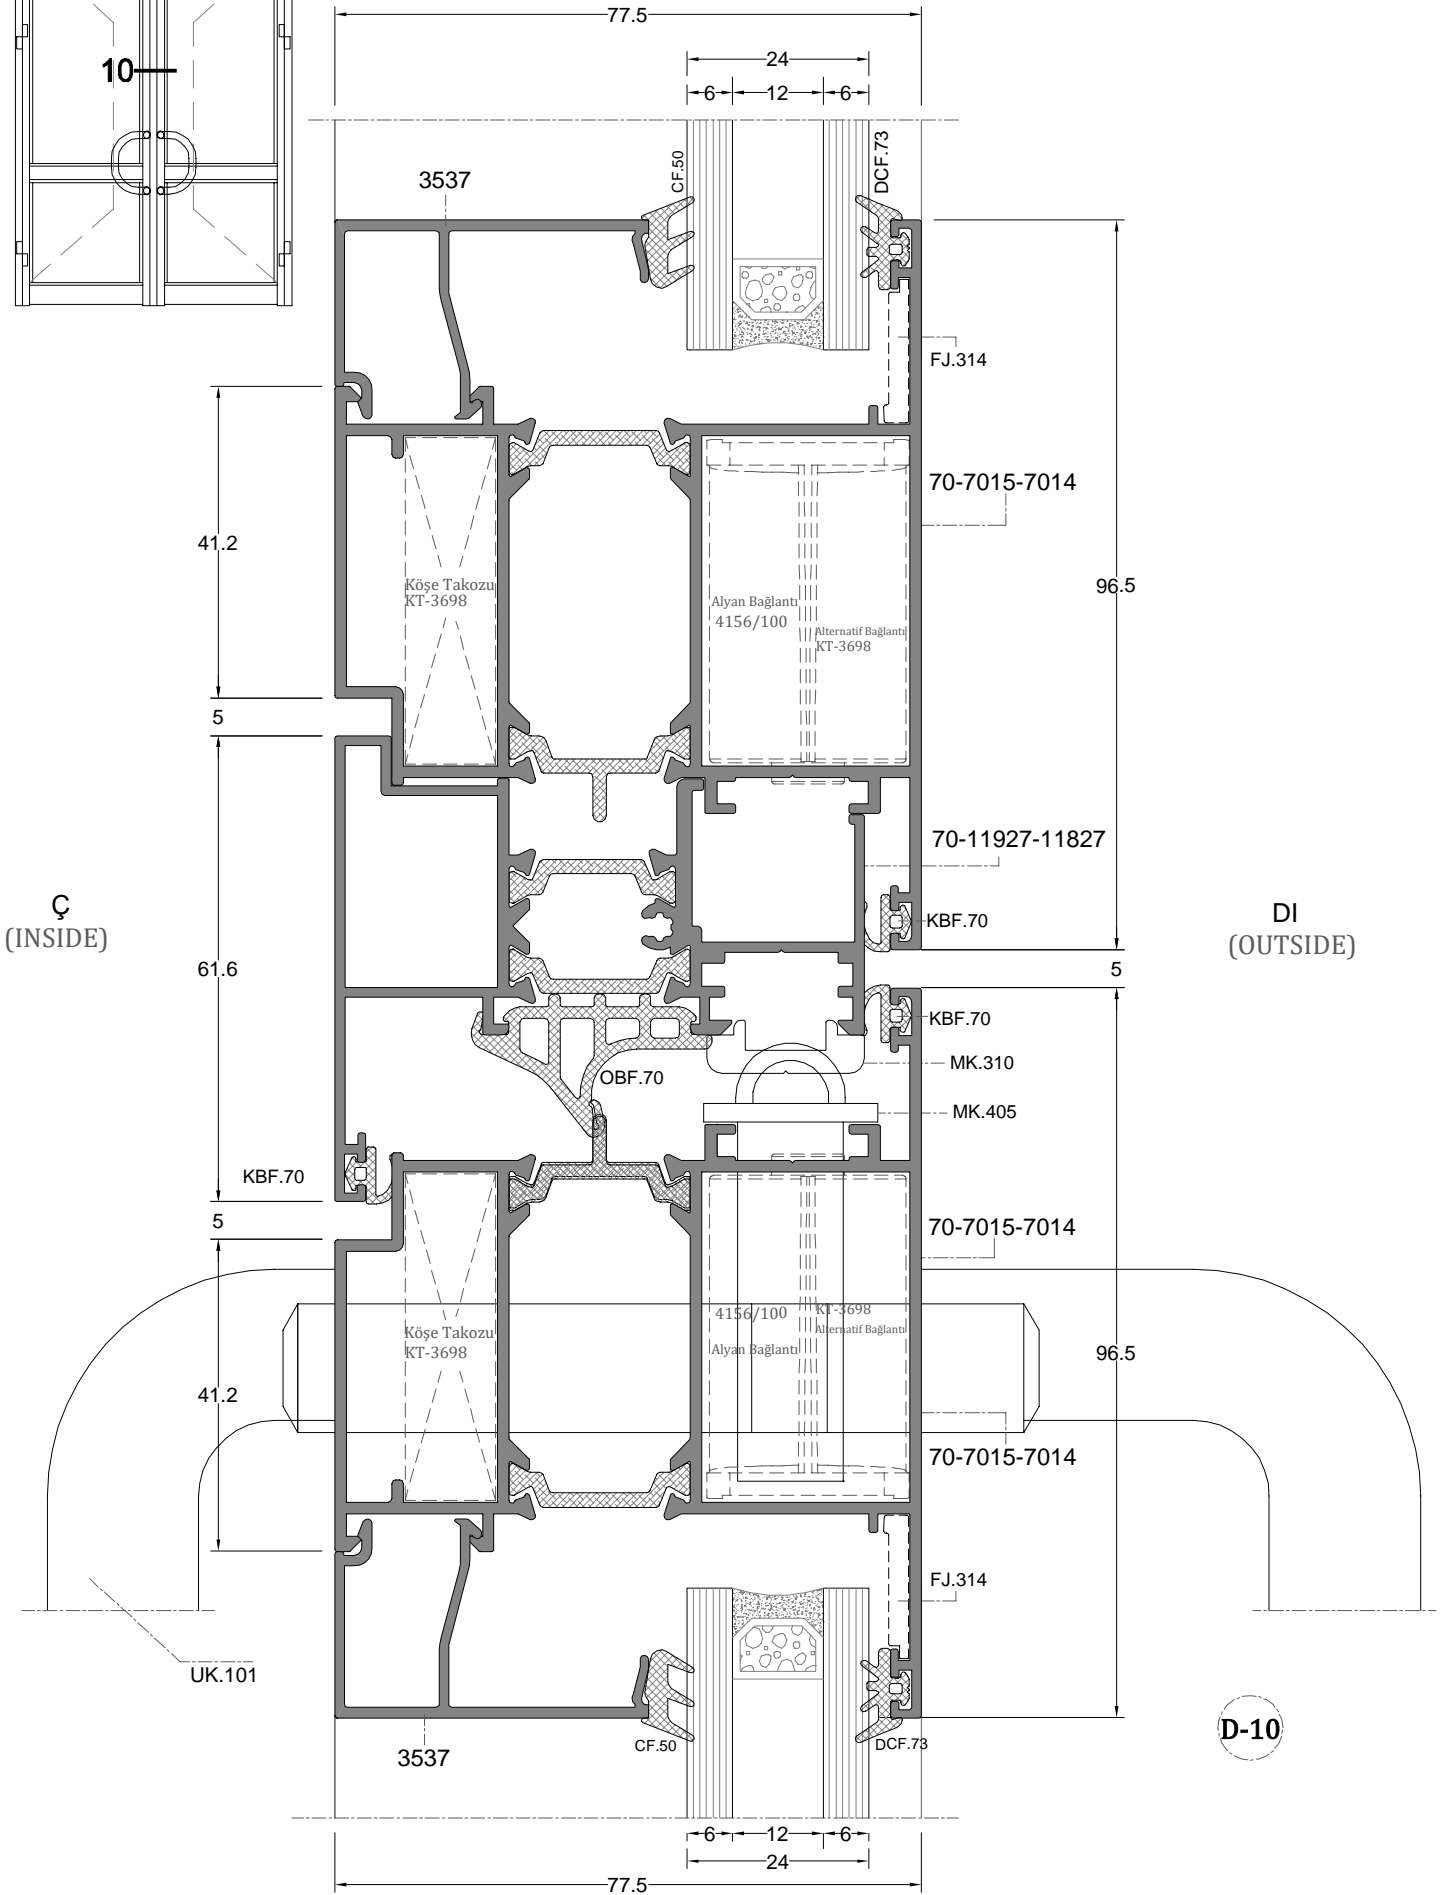 77.5
24
6
12
6
10
CF.50
DCF.73
3537
FJ.314
70-7015-7014
41.2
Köşe Takozu
KT-3698
Alyan Bağlantı
4156/100
Alternatif Bağlantı
KT-3698
96.5
5
70-11927-11827
Ç
(INSIDE)
DI
(OUTSIDE)
KBF.70
61.6
5
KBF.70
MK.310
OBF.70
MK.405
KBF.70
5
70-7015-7014
4156/100
KT-3698
Alternatif Bağlantı
Köşe Takozu
KT-3698
Alyan Bağlantı
96.5
41.2
70-7015-7014
FJ.314
UK.101
D-10
CF.50
DCF.73
3537
6
12
6
24
77.5